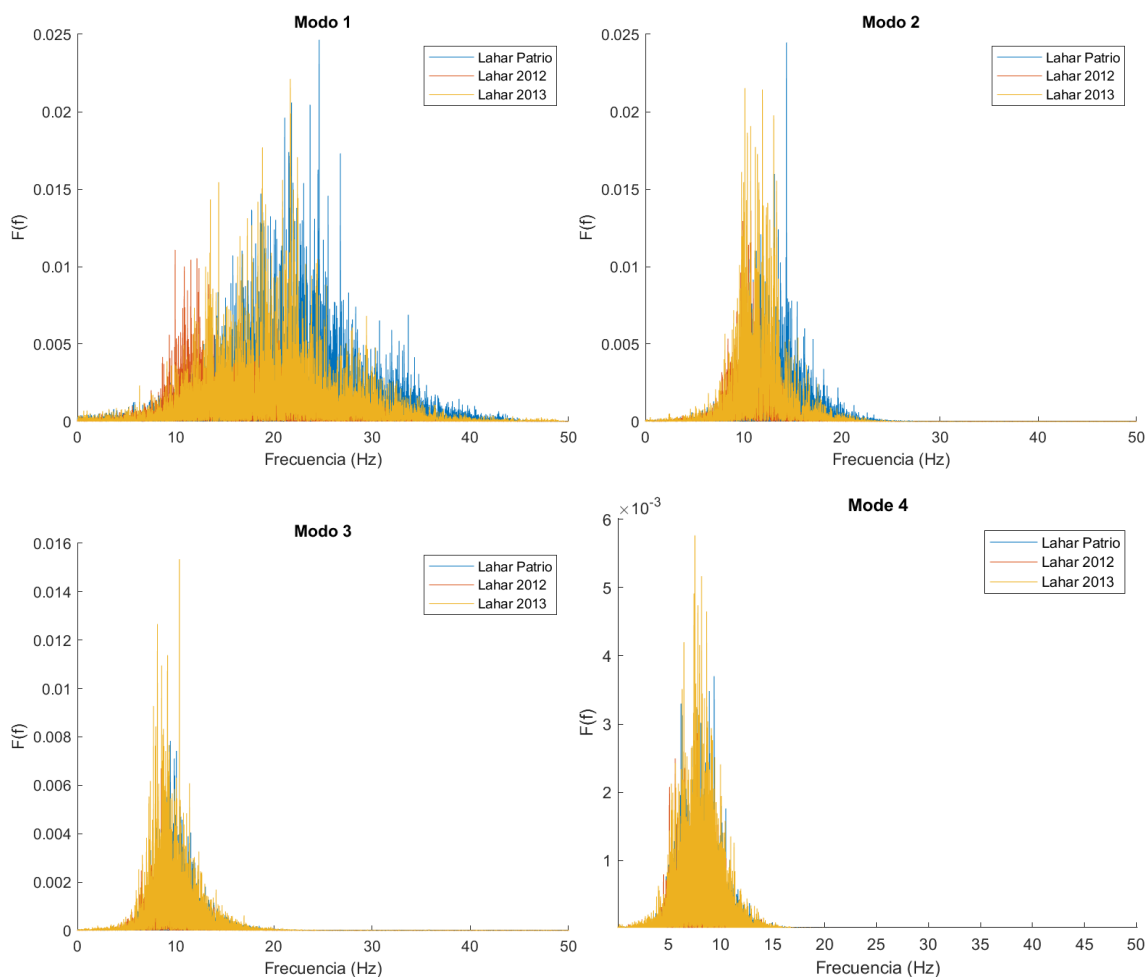 Modo 1
0.025
0.02
0.015
0.01
0.005
0
F(f)
0 10 20 30 40 50
Frecuencia (Hz)
Lahar Patrio
Lahar 2012
Lahar 2013
Modo 2
0.025
0.02
0.015
0.01
0.005
0
F(f)
0 10 20 30 40 50
Frecuencia (Hz)
Lahar Patrio
Lahar 2012
Lahar 2013
Modo 3
0.016
0.014
0.012
0.01
0.008
0.006
0.004
0.002
0
F(f)
0 10 20 30 40 50
Frecuencia (Hz)
Lahar Patrio
Lahar 2012
Lahar 2013
Mode 4
×10-3
6
5
4
3
2
1
F(f)
5 10 15 20 25 30 35 40 45 50
Frecuencia (Hz)
Lahar Patrio
Lahar 2012
Lahar 2013